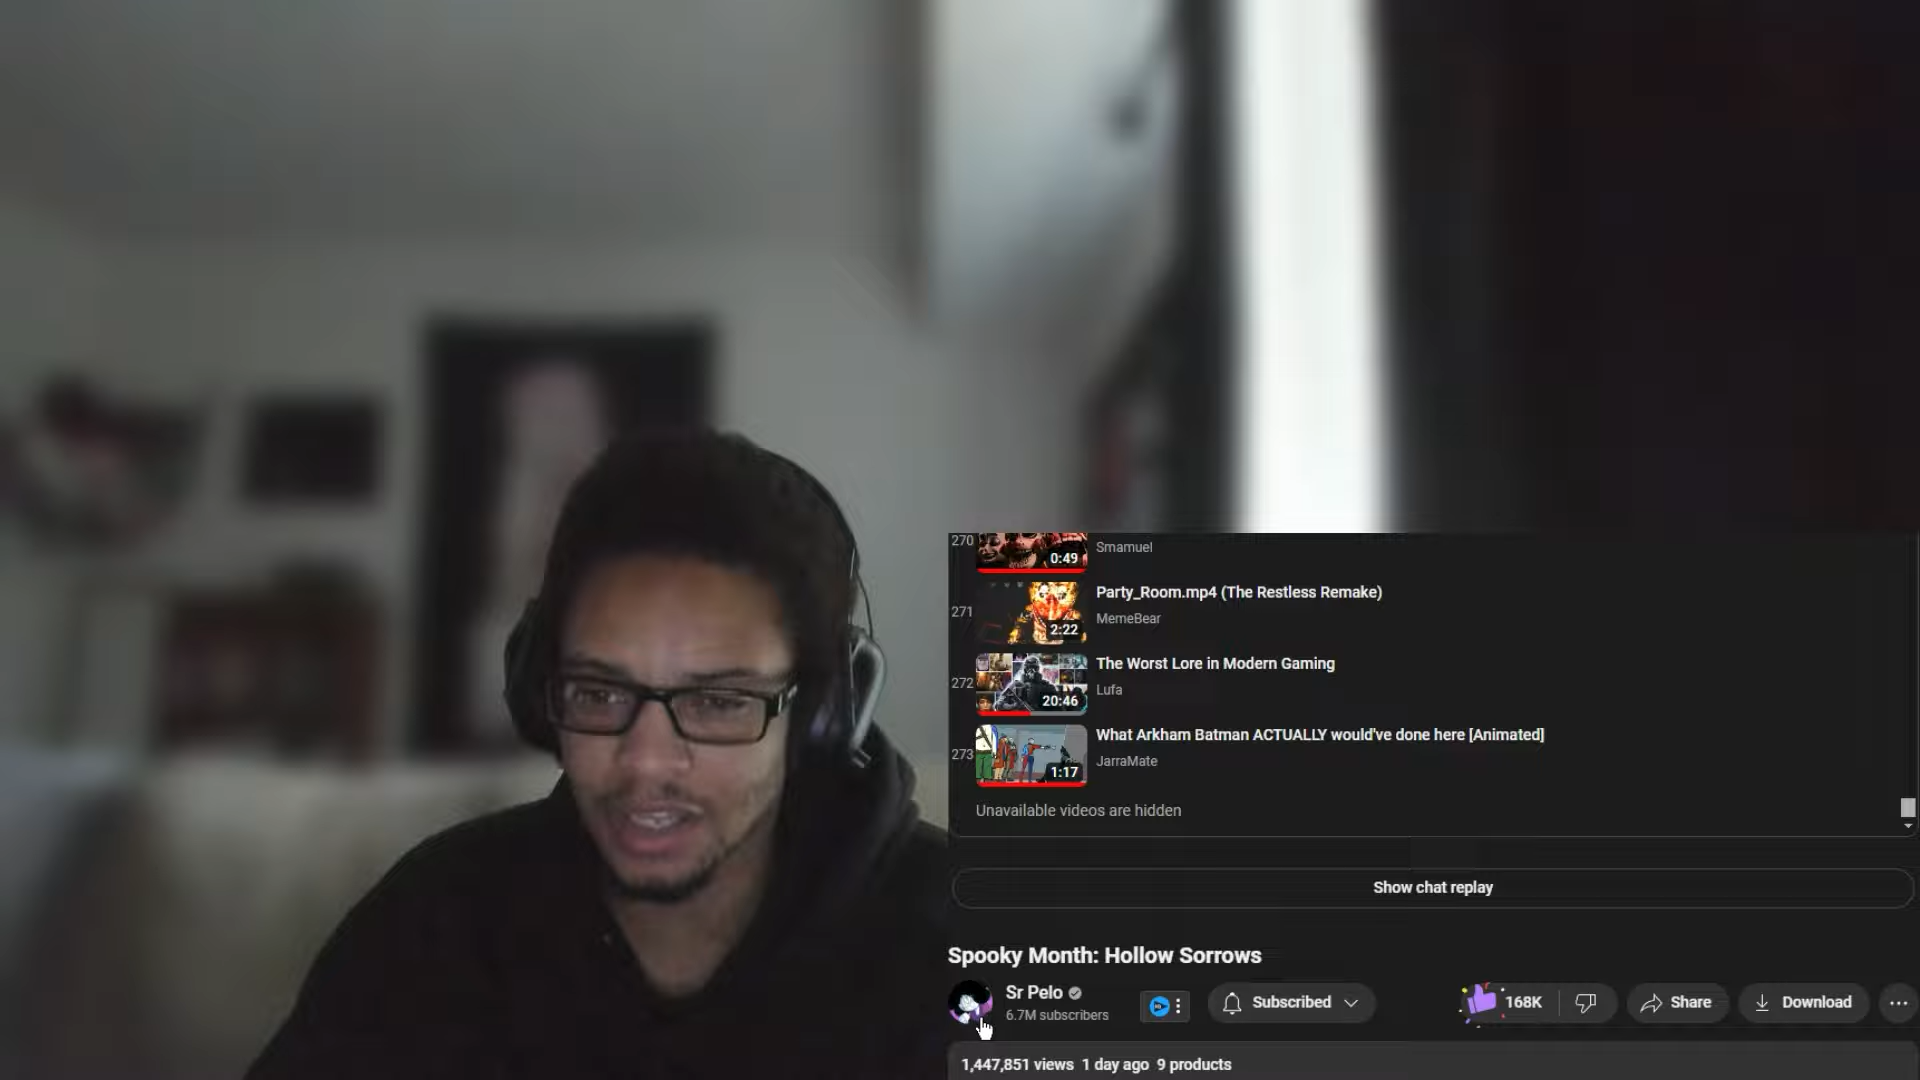 270
Smamuel
0:49
Party_Room.mp4 (The Restless Remake)
271
MemeBear
2:22
The Worst Lore in Modern Gaming
272
Lufa
20:46
What Arkham Batman ACTUALLY would've done here [Animated]
273
JarraMate
1:17
Unavailable videos are hidden
Show chat replay
Spooky Month: Hollow Sorrows
Sr Pelo
6.7M subscribers
Subscribed
168K
Share
Download
1,447,851 views 1 day ago 9 products